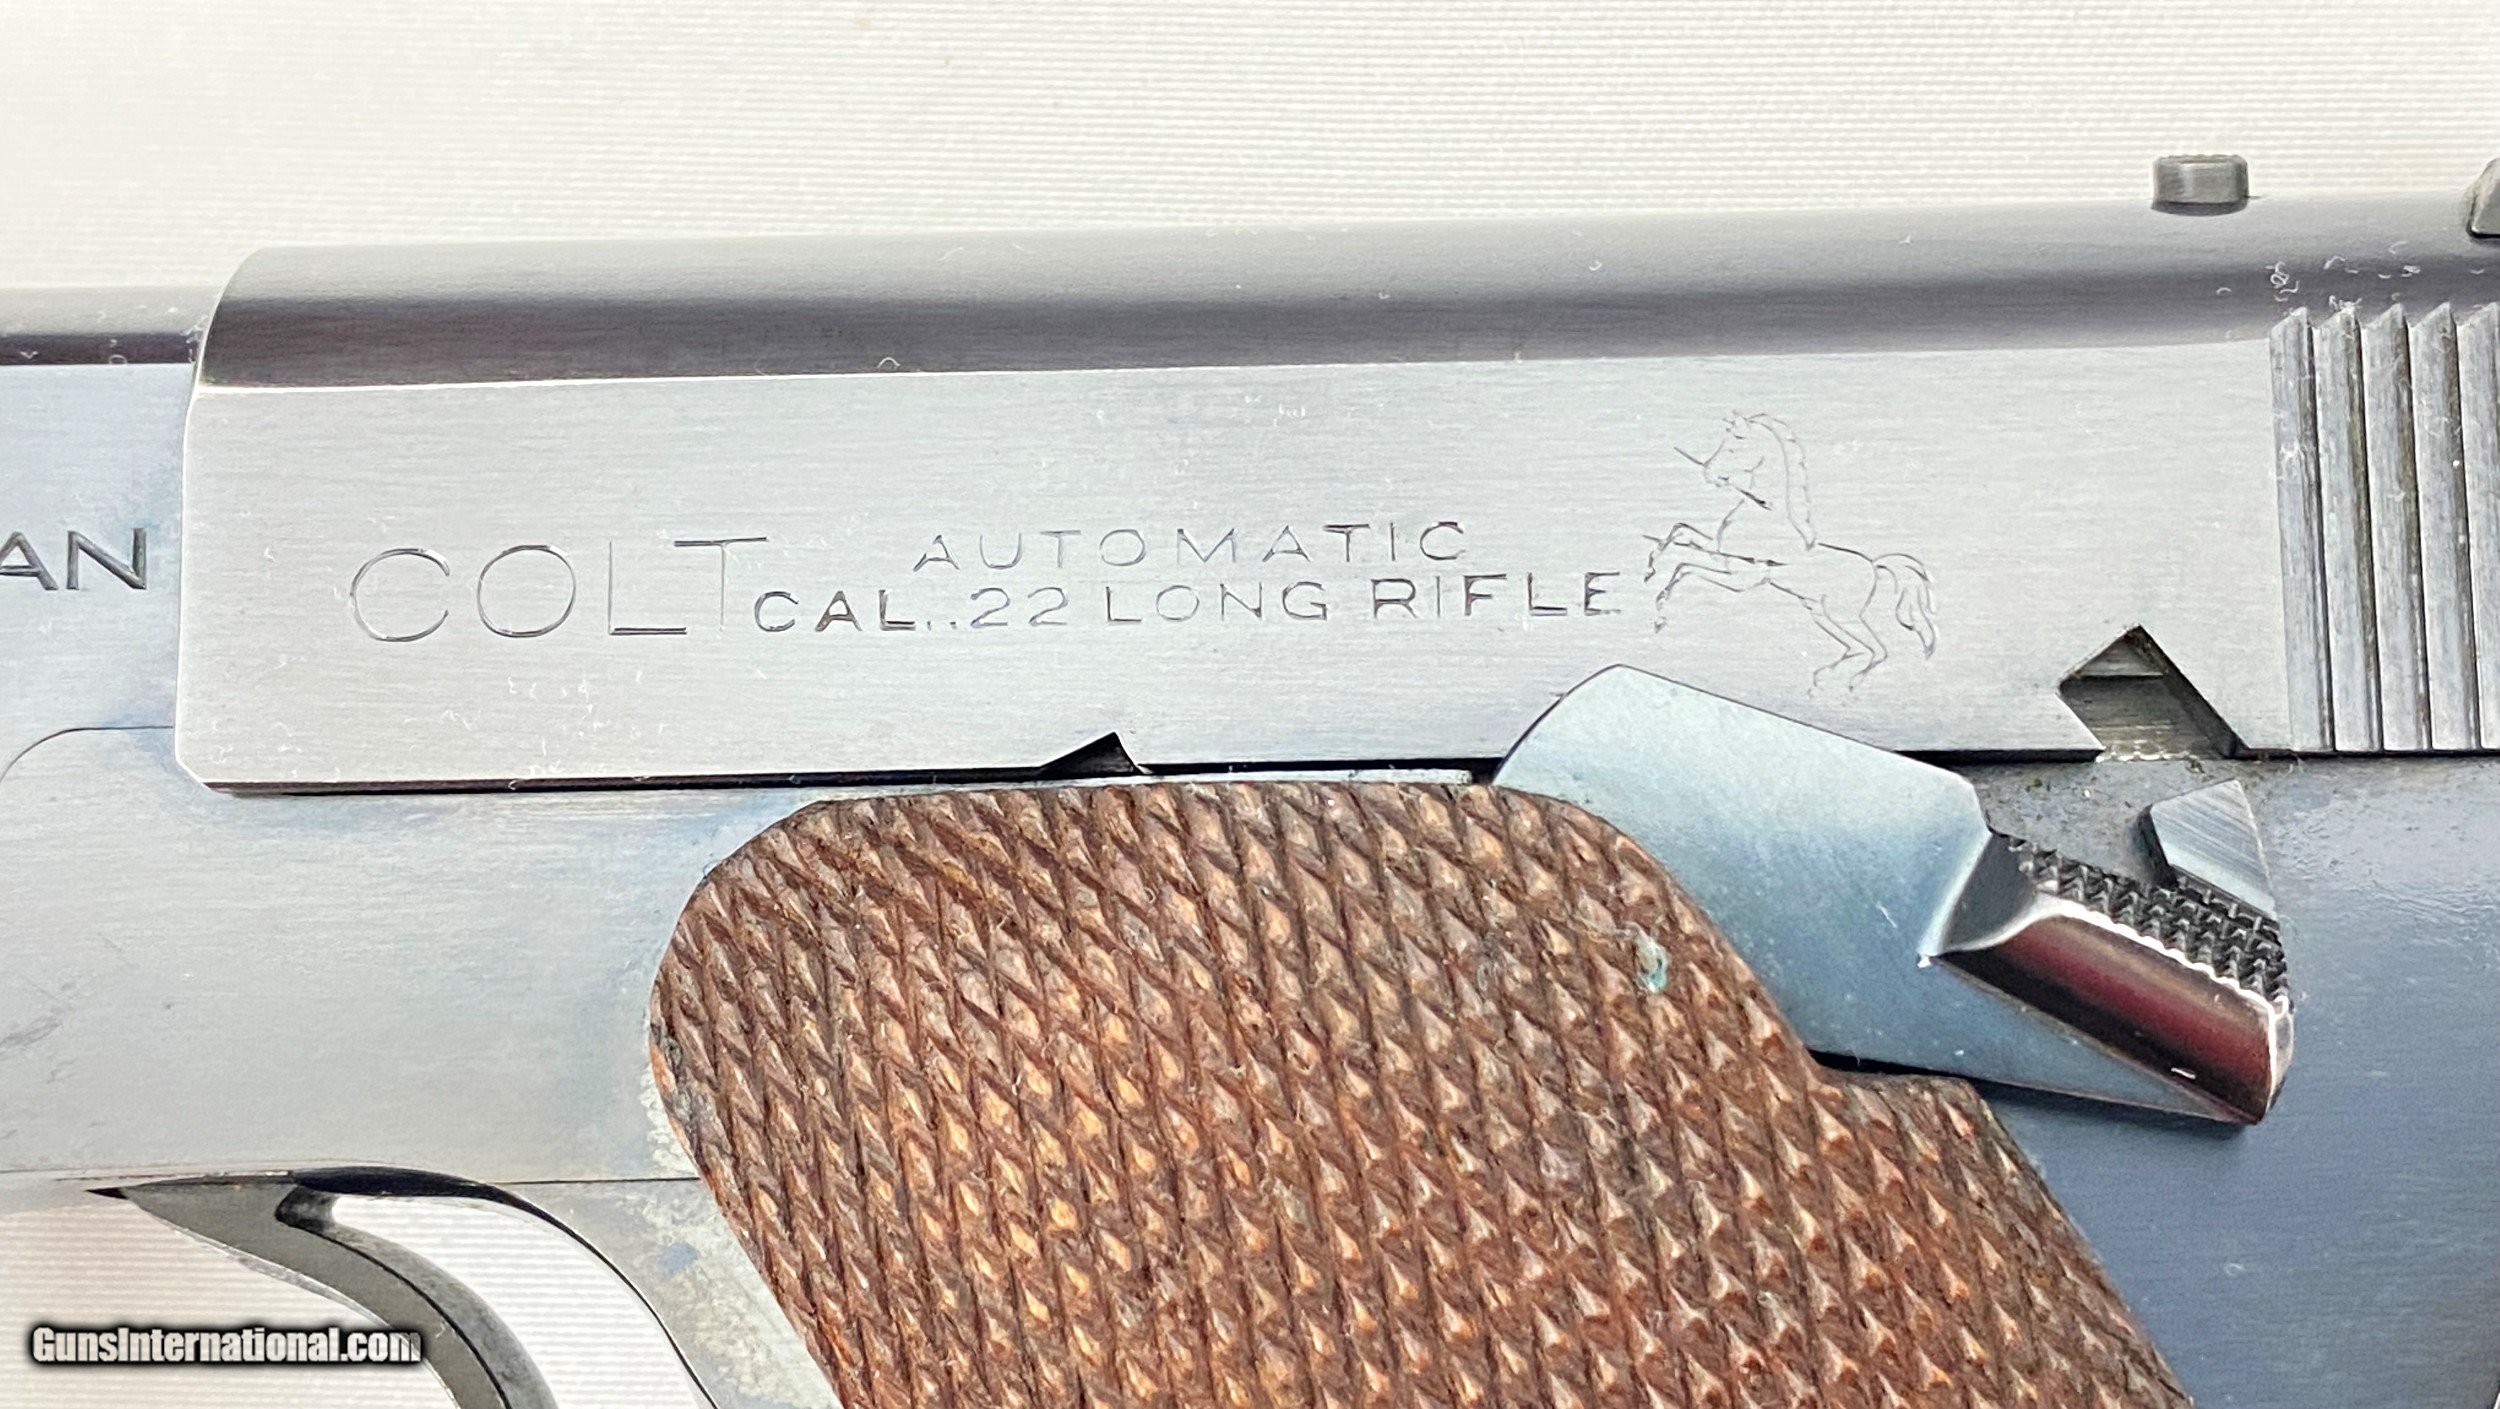 AN
COLT
AUTOMATIC
CAL. .22 LONG RIFLE
GunsInternational.com